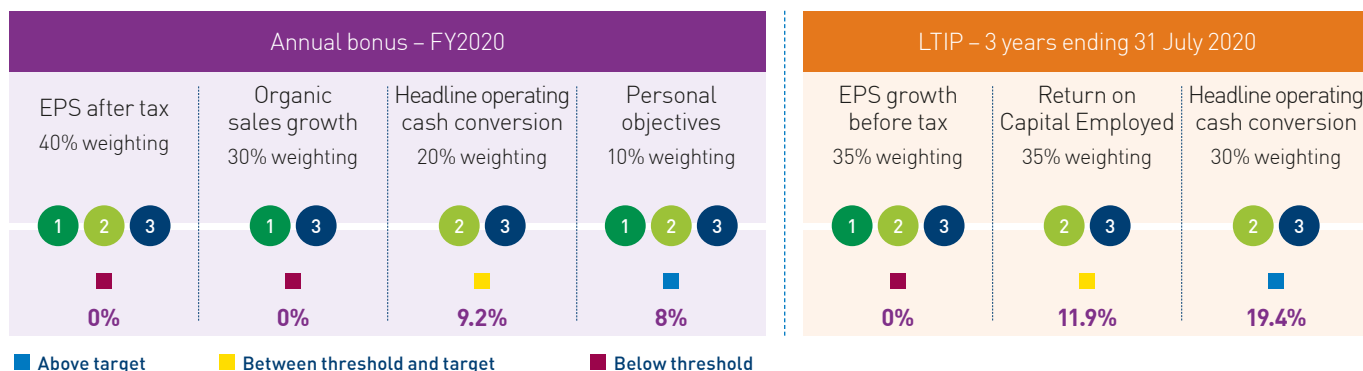 Annual bonus – FY2020
EPS after tax
40% weighting
1 2 3
0%
Organic
sales growth
30% weighting
1 3
0%
Headline operating
cash conversion
20% weighting
2 3
9.2%
Personal
objectives
10% weighting
1 2 3
8%
LTIP – 3 years ending 31 July 2020
EPS growth
before tax
35% weighting
1 2 3
0%
Return on
Capital Employed
35% weighting
2 3
11.9%
Headline operating
cash conversion
30% weighting
2 3
19.4%
Above target
Between threshold and target
Below threshold